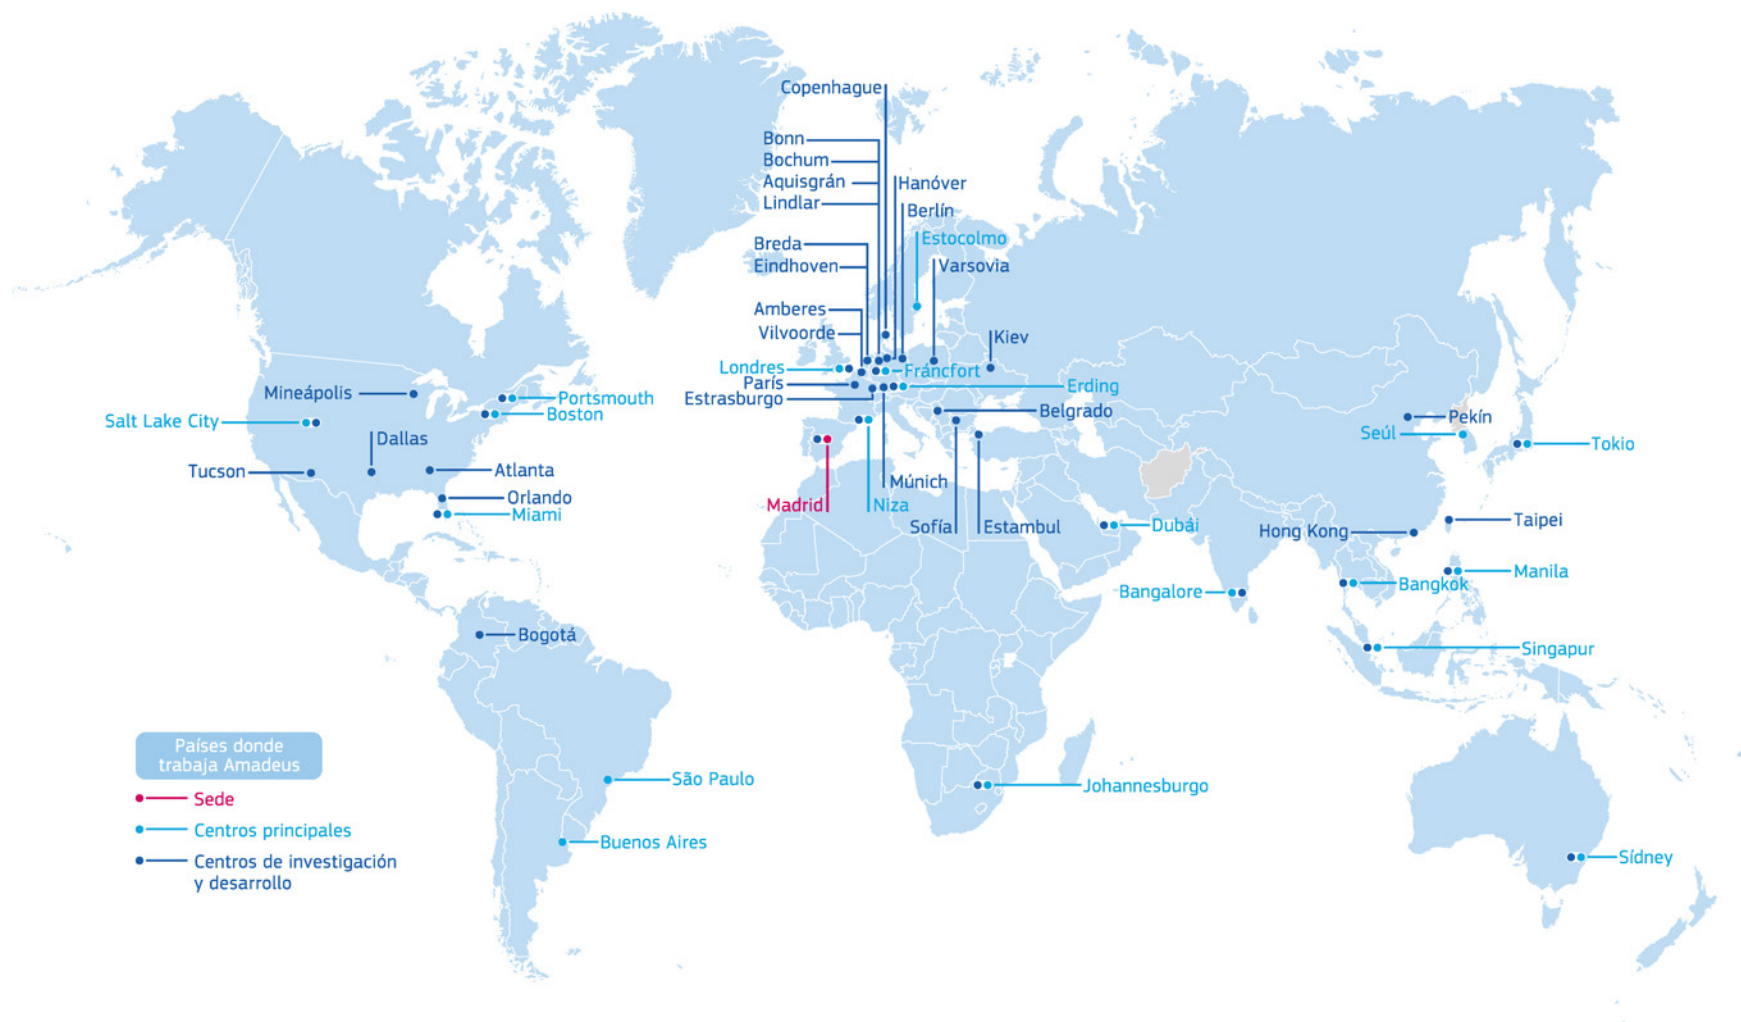 Copenhague
Bonn
Bochum
Aquisgrán
Lindlar
Hanóver
Berlín
Estocolmo
Breda
Eindhoven
Varsovia
Amberes
Vilvoorde
Kiev
Londres
Fráncfort
París
Erding
Estrasburgo
Belgrado
Mineápolis
Portsmouth
Boston
Salt Lake City
Dallas
Tucson
Atlanta
Orlando
Miami
Madrid
Niza
Múnich
Sofía
Estambul
Pekín
Seúl
Tokio
Dubái
Hong Kong
Taipei
Bangalore
Bangkok
Manila
Bogotá
Singapur
São Paulo
Buenos Aires
Johannesburgo
Sídney
Países donde
trabaja Amadeus
Sede
Centros principales
Centros de investigación
y desarrollo